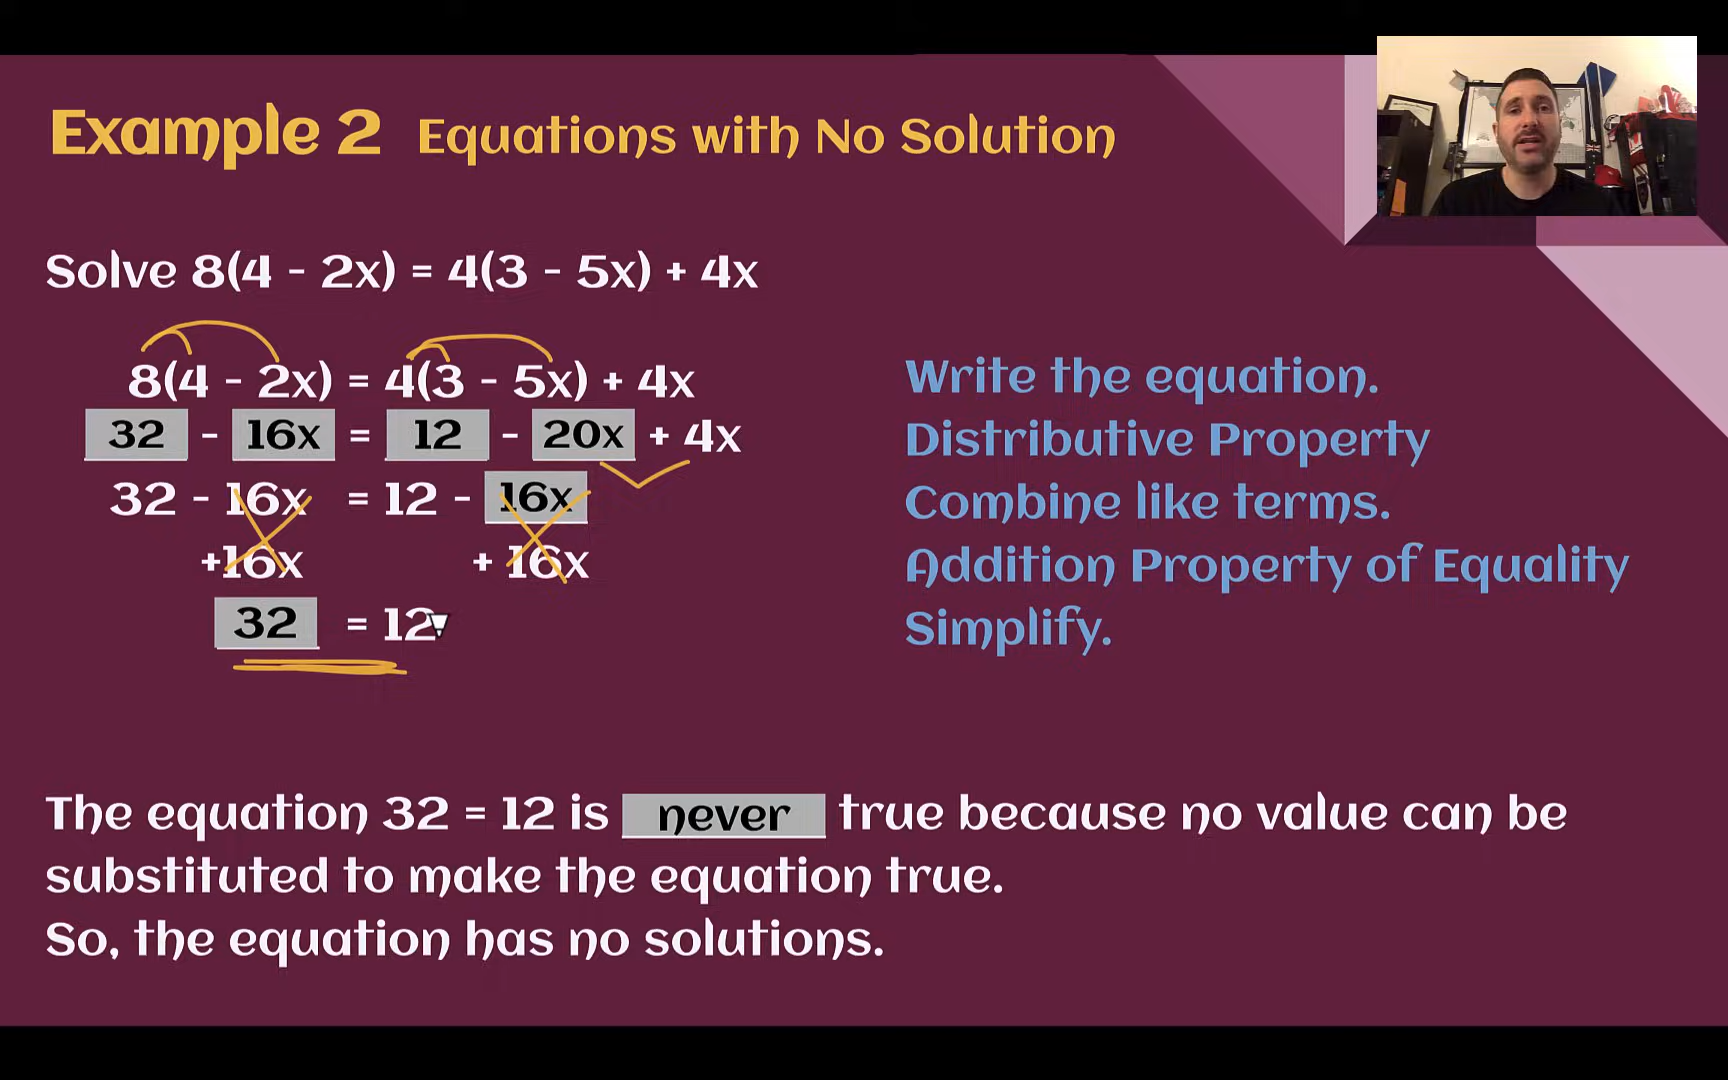 Example 2 Equations with No Solution
Solve 8(4 - 2x) = 4(3 - 5x) + 4x
8(4 - 2x) = 4(3 - 5x) + 4x
Write the equation.
32 - 16x = 12 - 20x + 4x
Distributive Property
32 - 16x = 12 - 16x
Combine like terms.
+16x + 16x
Addition Property of Equality
32 = 12
Simplify.
The equation 32 = 12 is never true because no value can be
substituted to make the equation true.
So, the equation has no solutions.